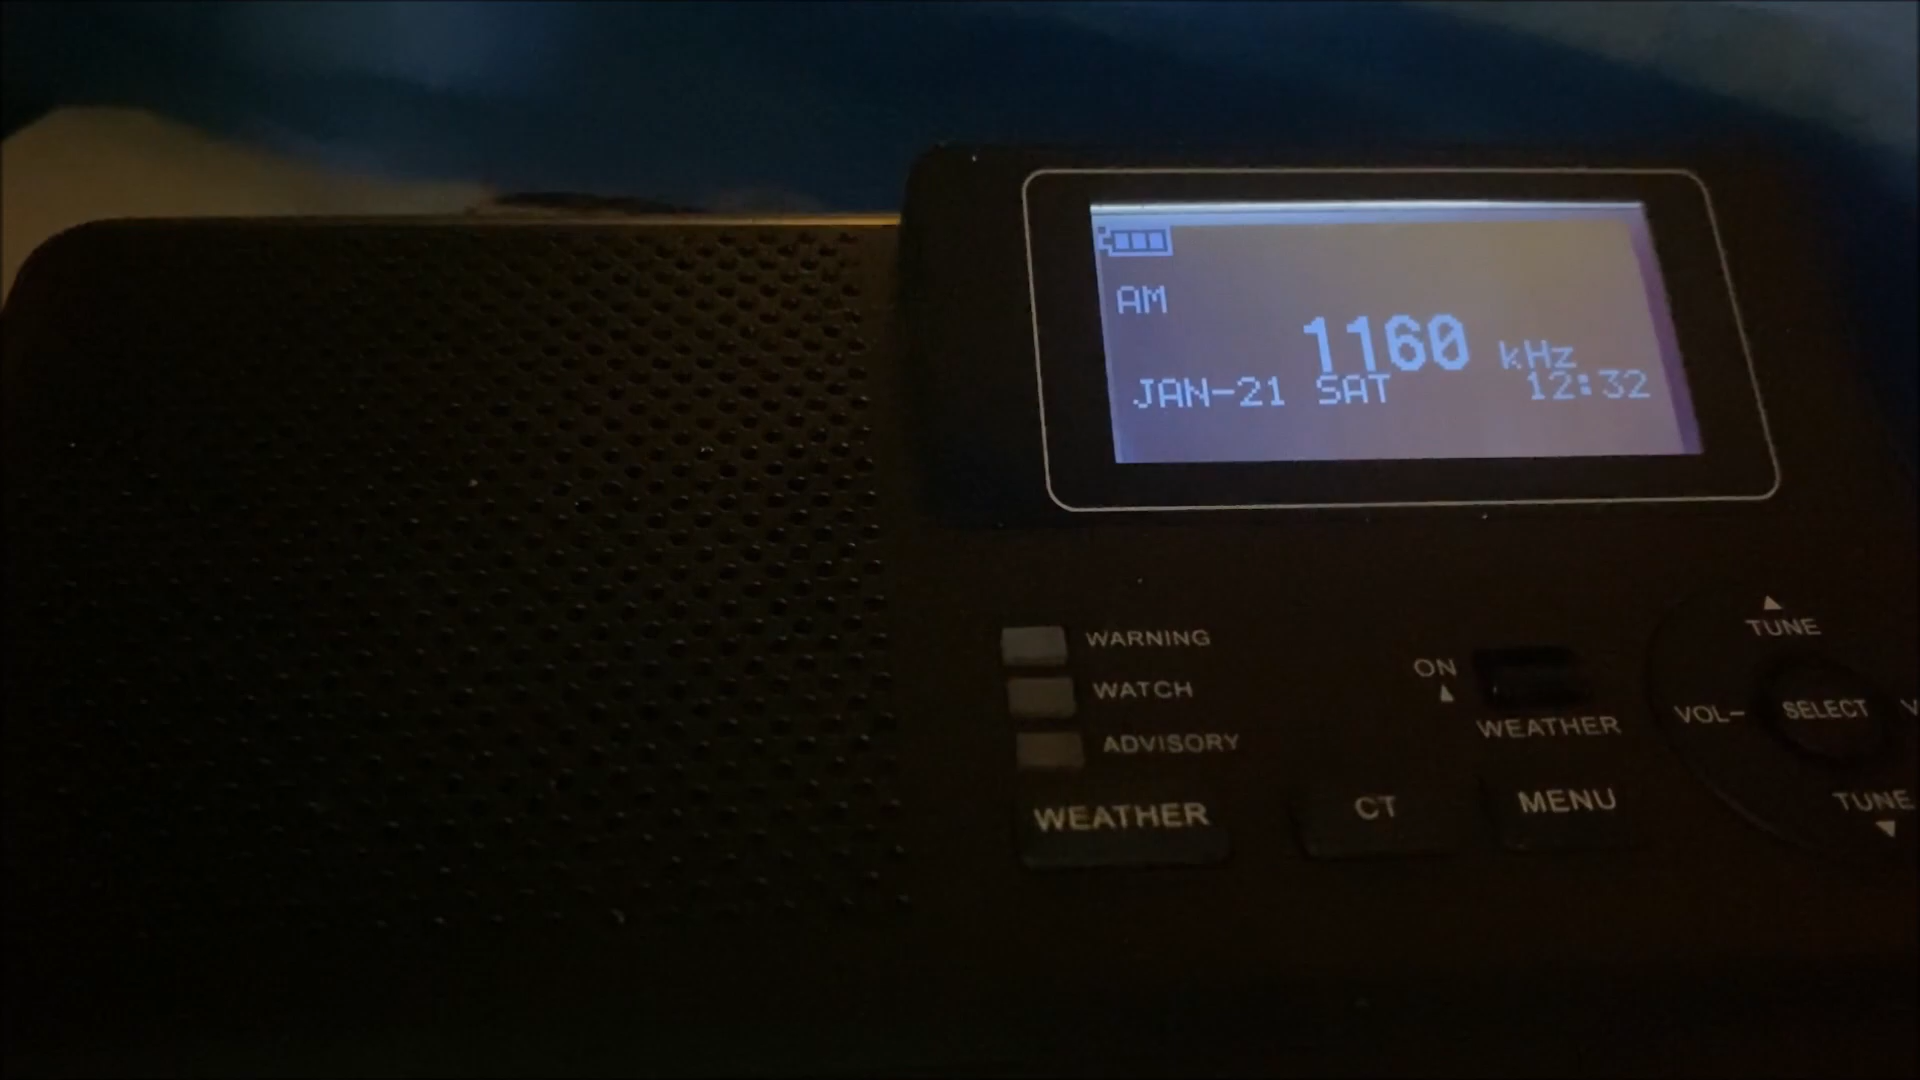 AM
1160 kHz
JAN-21 SAT 12:32
WARNING
WATCH
ADVISORY
ON
WEATHER
TUNE
VOL-
SELECT
V
TUNE
WEATHER
CT
MENU